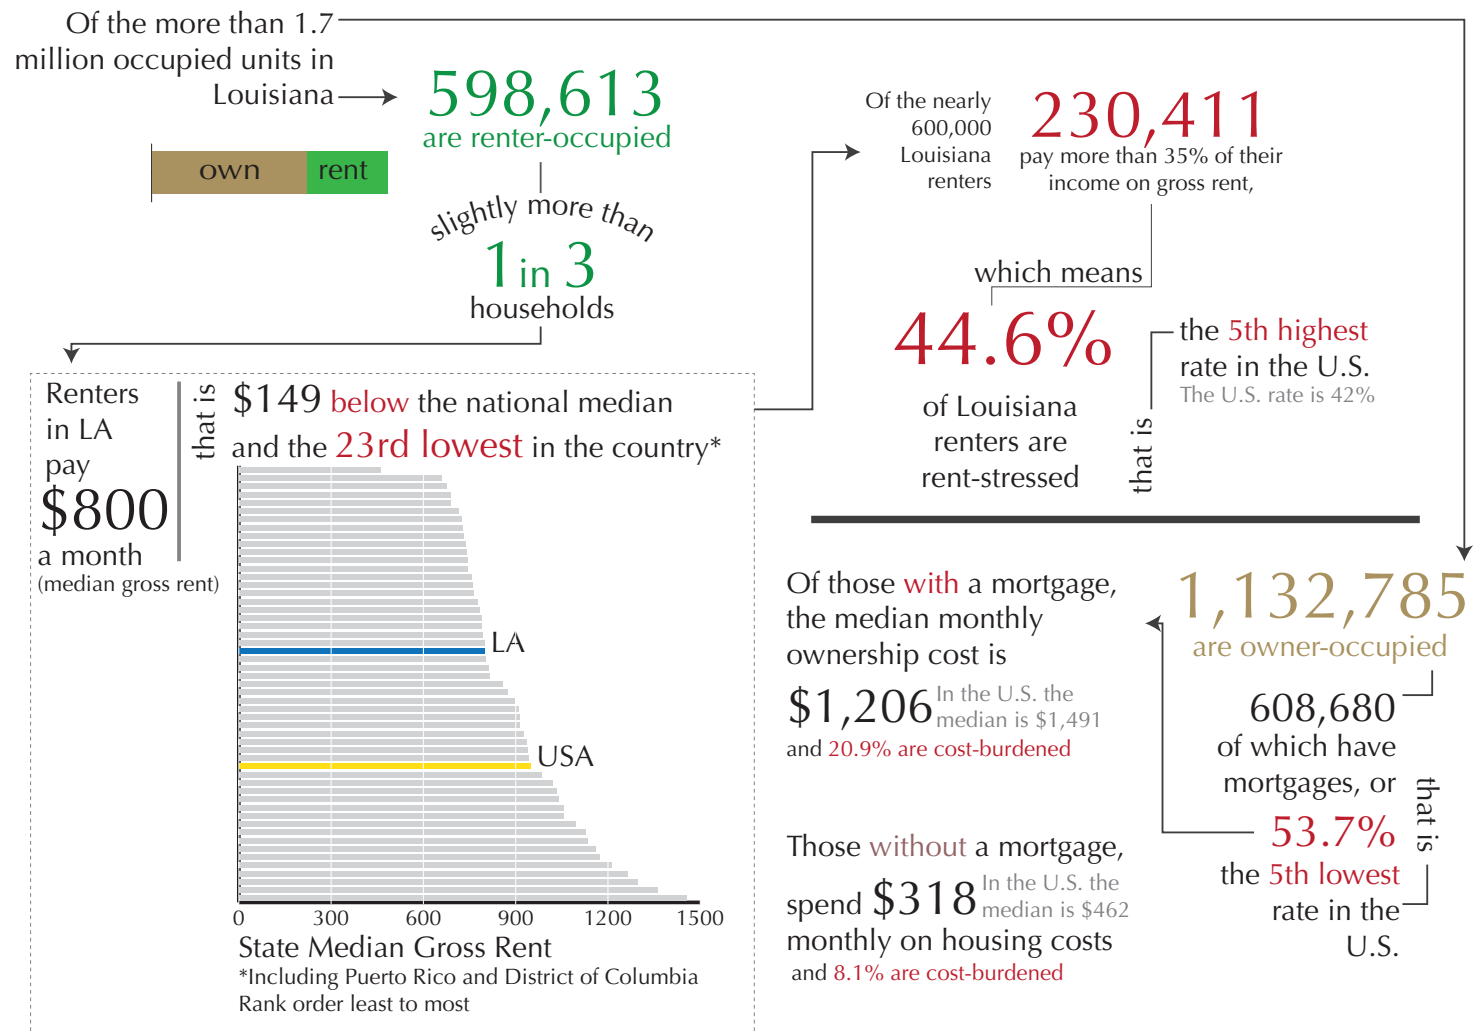 Of the more than 1.7
million occupied units in
Louisiana
598,613
are renter-occupied
own rent
slightly more than
1 in 3
households
Renters
in LA
pay
$800
a month
(median gross rent)
that is
$149 below the national median
and the 23rd lowest in the country*
LA
USA
0 300 600 900 1200 1500
State Median Gross Rent
*Including Puerto Rico and District of Columbia
Rank order least to most
Of the nearly
600,000
Louisiana
renters
230,411
pay more than 35% of their
income on gross rent,
which means
44.6%
of Louisiana
renters are
rent-stressed
that is
the 5th highest
rate in the U.S.
The U.S. rate is 42%
1,132,785
are owner-occupied
608,680
of which have
mortgages, or
53.7%
that is
the 5th lowest
rate in the
U.S.
Of those with a mortgage,
the median monthly
ownership cost is
$1,206 In the U.S. the
median is $1,491
and 20.9% are cost-burdened
Those without a mortgage,
spend $318 In the U.S. the
median is $462
monthly on housing costs
and 8.1% are cost-burdened